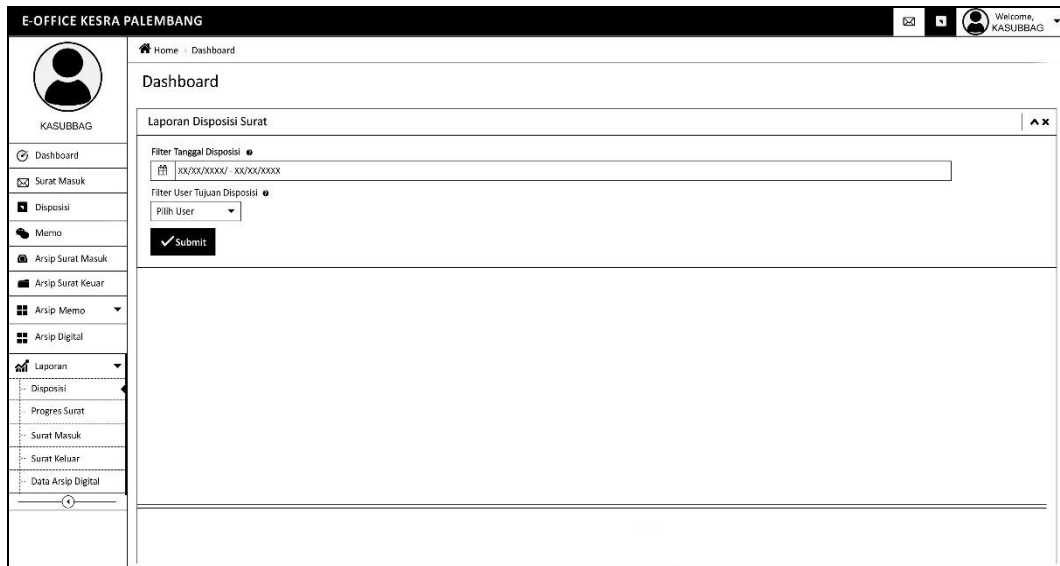 E-OFFICE KESRA PALEMBANG
Welcome,
KASUBBAG
Home Dashboard
Dashboard
KASUBBAG
Dashboard
Surat Masuk
Disposisi
Memo
Arsip Surat Masuk
Arsip Surat Keuar
Arsip Memo
Arsip Digital
Laporan
Disposisi
Progres Surat
Surat Masuk
Surat Keluar
Data Arsip Digital
Laporan Disposisi Surat
Filter Tanggal Disposisi
XX/XX/XXXX/ - XX/XX/XXXX
Filter User Tujuan Disposisi
Pilih User
Submit